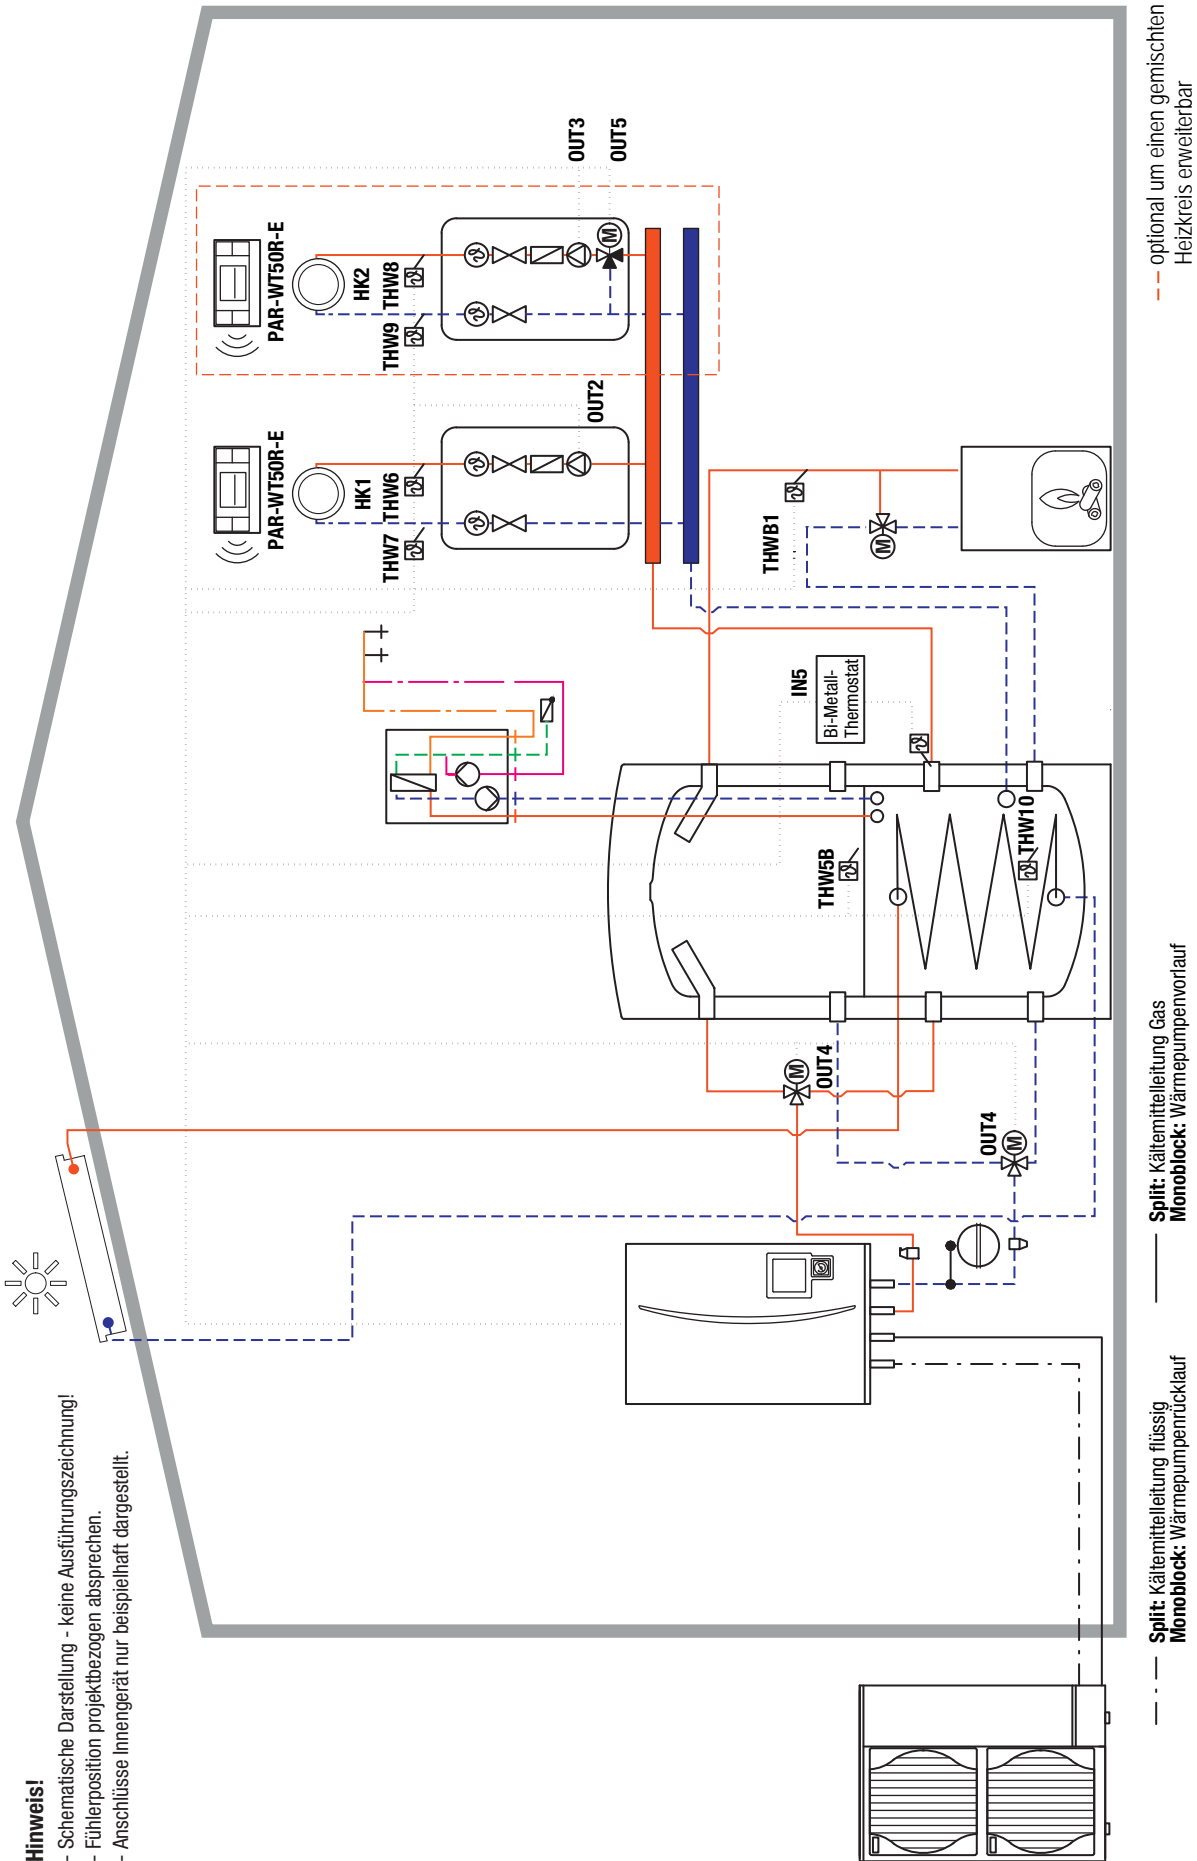 Hinweis!
- Schematische Darstellung - keine Ausführungszeichnung!
- Fühlerposition projektbezogen absprechen.
- Anschlüsse Innengerät nur beispielhaft dargestellt.
PAR-WT50R-E
PAR-WT50R-E
HK1
HK2
THW7
THW6
THW9
THW8
OUT2
OUT3
OUT5
M
IN5
Bi-Metall-
Thermostat
THWB1
M
THW5B
THW10
M
OUT4
OUT4
M
Split: Kältemittelleitung flüssig
Monoblock: Wärmepumpenrücklauf
Split: Kältemittelleitung Gas
Monoblock: Wärmepumpenvorlauf
optional um einen gemischten
Heizkreis erweiterbar